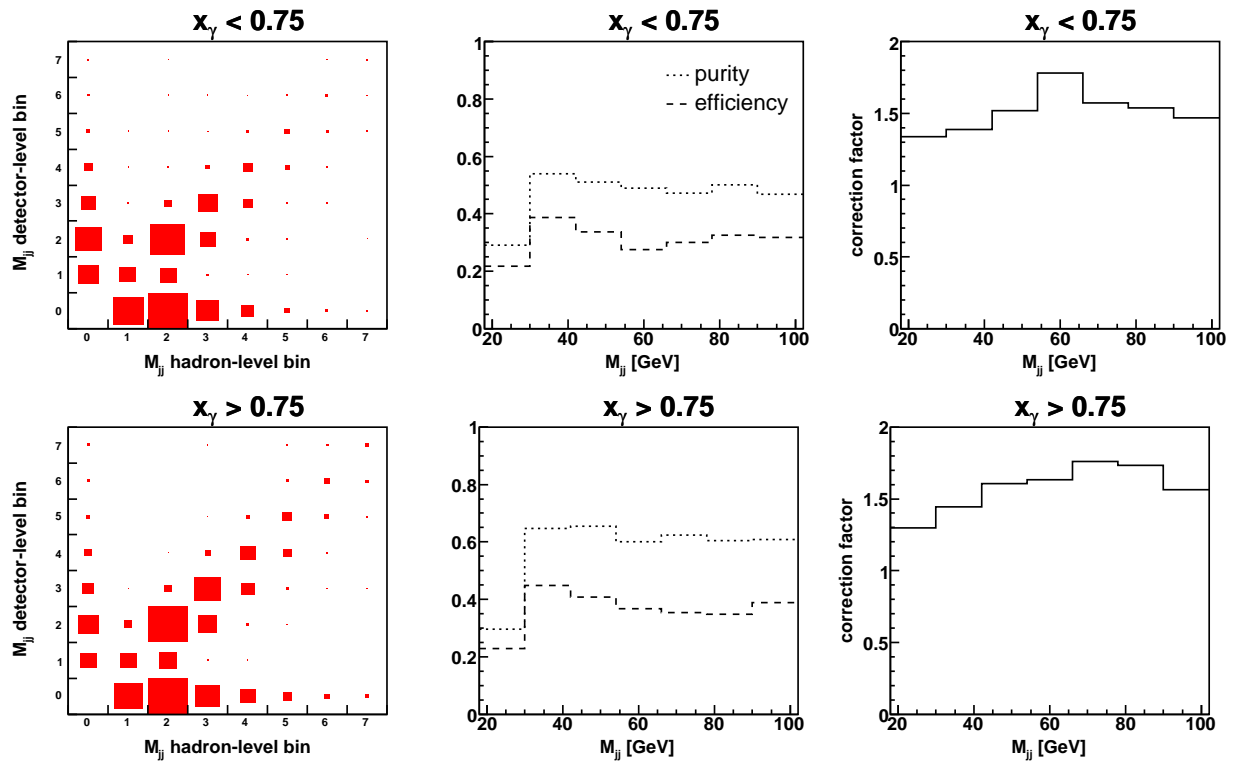 x_γ < 0.75
7
6
5
4
3
2
1
0
M_jj detector-level bin
0 1 2 3 4 5 6 7
M_jj hadron-level bin
x_γ < 0.75
purity
efficiency
1
0.8
0.6
0.4
0.2
0
20 40 60 80 100
M_jj [GeV]
x_γ < 0.75
2
1.5
1
0.5
0
correction factor
20 40 60 80 100
M_jj [GeV]
x_γ > 0.75
7
6
5
4
3
2
1
0
M_jj detector-level bin
0 1 2 3 4 5 6 7
M_jj hadron-level bin
x_γ > 0.75
1
0.8
0.6
0.4
0.2
0
20 40 60 80 100
M_jj [GeV]
x_γ > 0.75
2
1.5
1
0.5
0
correction factor
20 40 60 80 100
M_jj [GeV]